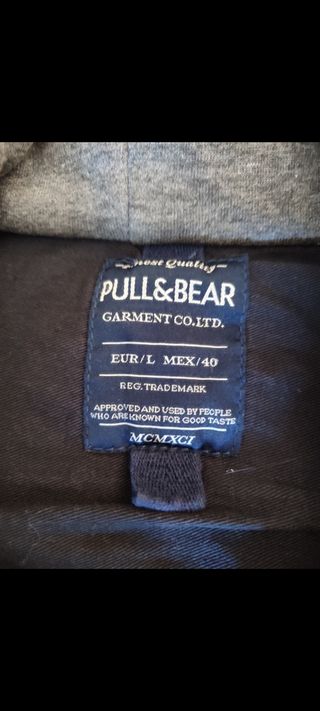 Finest Quality
PULL&BEAR
GARMENT CO.LTD.
EUR/L MEX/40
REG. TRADEMARK
APPROVED AND USED BY PEOPLE
WHO ARE KNOWN FOR GOOD TASTE
MCMXCI